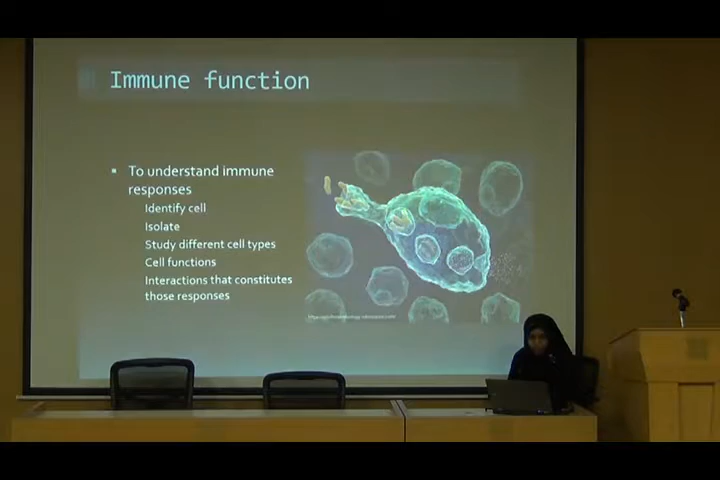 Immune function
To understand immune
responses
Identify cell
Isolate
Study different cell types
Cell functions
Interactions that constitutes
those responses